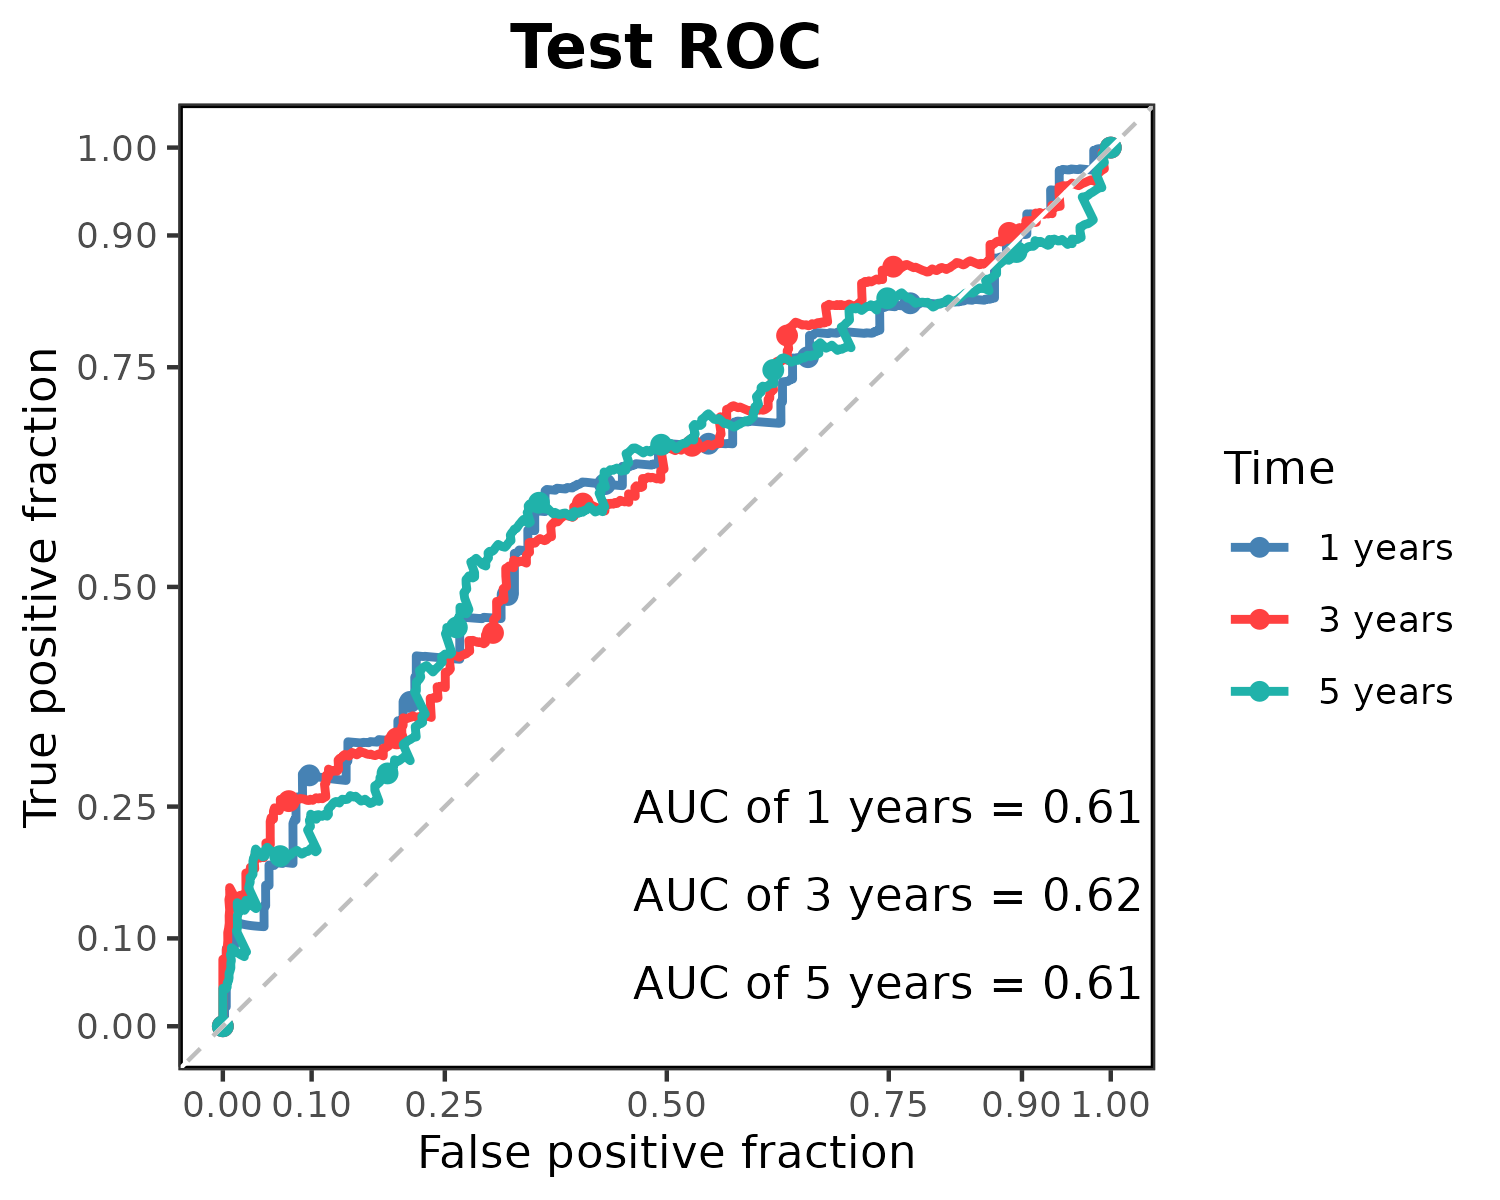 Test ROC
True positive fraction
1.00
0.90
0.75
0.50
0.25
0.10
0.00
AUC of 1 years = 0.61
AUC of 3 years = 0.62
AUC of 5 years = 0.61
0.00 0.10 0.25 0.50 0.75 0.90 1.00
False positive fraction
Time
1 years
3 years
5 years